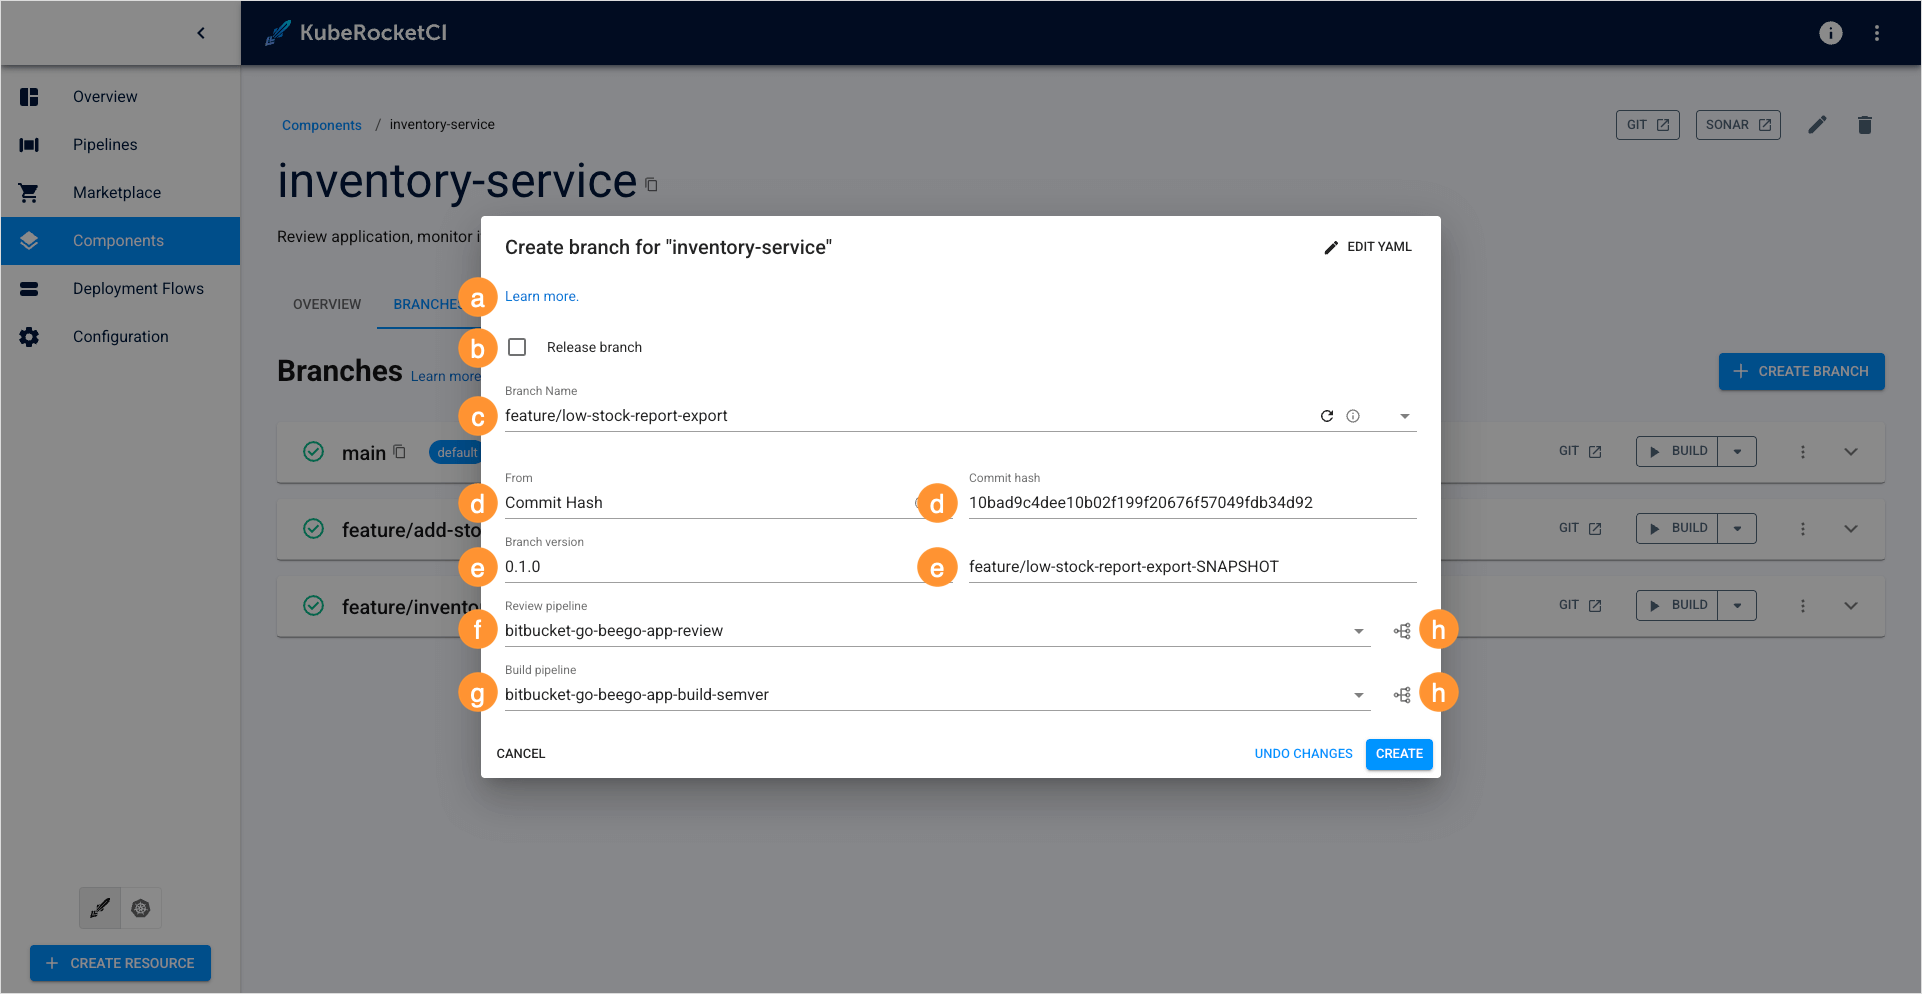 KubeRocketCI
Overview
Pipelines
Marketplace
Components
Deployment Flows
Configuration
CREATE RESOURCE
Components / inventory-service
GIT
SONAR
inventory-service
Review application, monitor i
OVERVIEW
BRANCHES
Branches
Learn more
CREATE BRANCH
main
default
GIT
BUILD
feature/add-sto
GIT
BUILD
feature/invento
GIT
BUILD
Create branch for "inventory-service"
EDIT YAML
a
Learn more.
b
Release branch
Branch Name
c
feature/low-stock-report-export
From
d
Commit Hash
Commit hash
d
10bad9c4dee10b02f199f20676f57049fdb34d92
Branch version
e
0.1.0
e
feature/low-stock-report-export-SNAPSHOT
Review pipeline
f
bitbucket-go-beego-app-review
h
Build pipeline
g
bitbucket-go-beego-app-build-semver
h
CANCEL
UNDO CHANGES
CREATE